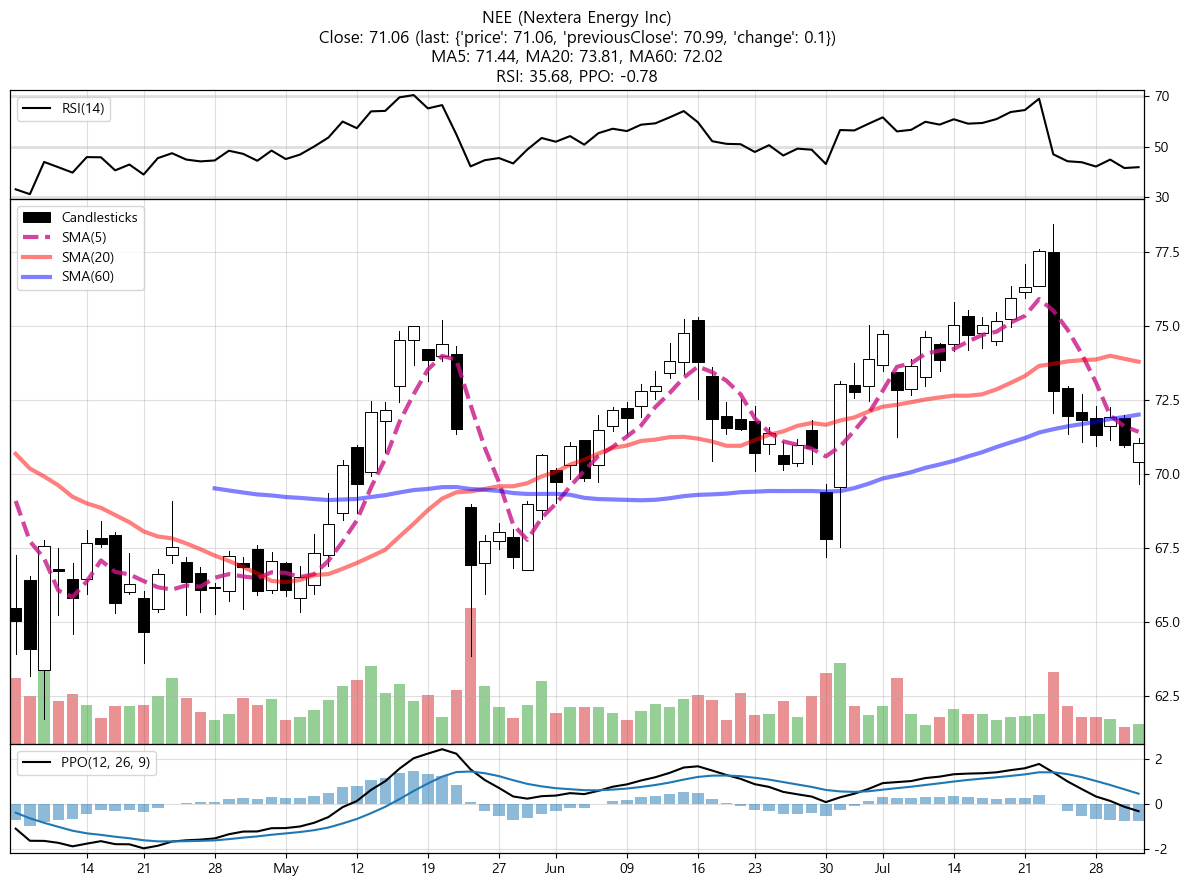 NEE (Nextera Energy Inc)
Close: 71.06 (last: {'price': 71.06, 'previousClose': 70.99, 'change': 0.1})
MA5: 71.44, MA20: 73.81, MA60: 72.02
RSI: 35.68, PPO: -0.78
RSI(14)
70
50
30
Candlesticks
SMA(5)
SMA(20)
SMA(60)
77.5
75.0
72.5
70.0
67.5
65.0
62.5
PPO(12, 26, 9)
2
0
-2
14 21 28 May 12 19 27 Jun 09 16 23 30 Jul 14 21 28